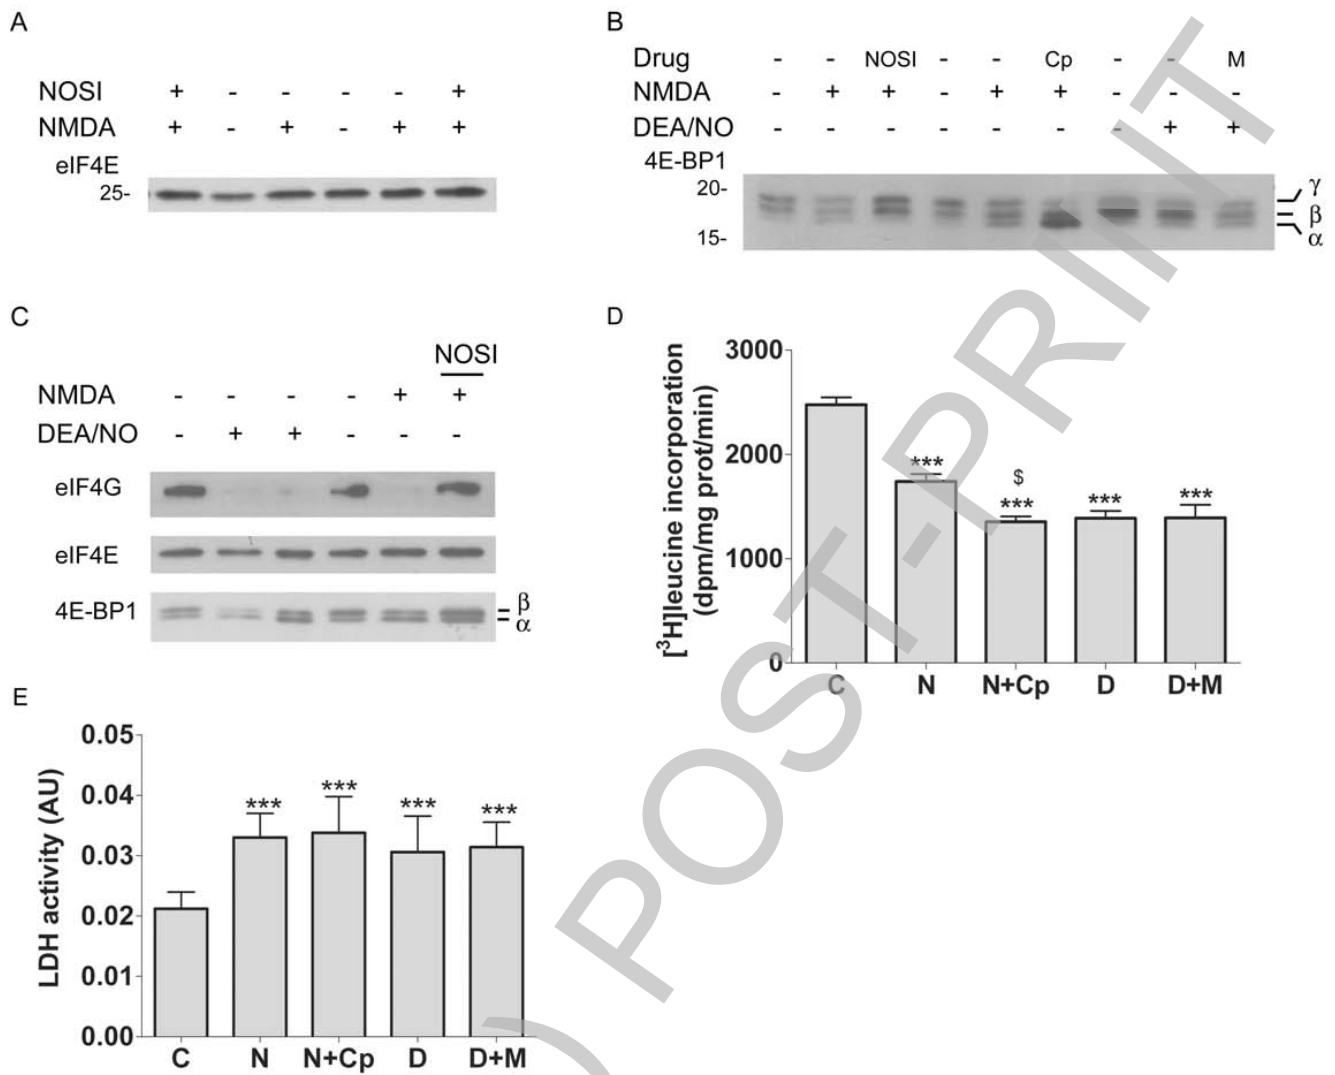 A
NOSI + - - - - +
NMDA + - + - + +
eIF4E
25-
B
Drug - - NOSI - - Cp - - M
NMDA - + + - + + - - -
DEA/NO - - - - - - - + +
4E-BP1
20-
15-
γ
β
α
C
NOSI
NMDA - - - - + +
DEA/NO - + + - - -
eIF4G
eIF4E
4E-BP1
β
α
D
[³H]leucine incorporation
(dpm/mg prot/min)
3000
2000
1000
0
***
$
***
***
***
C N N+Cp D D+M
E
LDH activity (AU)
0.05
0.04
0.03
0.02
0.01
0.00
*** *** *** ***
C N N+Cp D D+M
) POST-PRINT